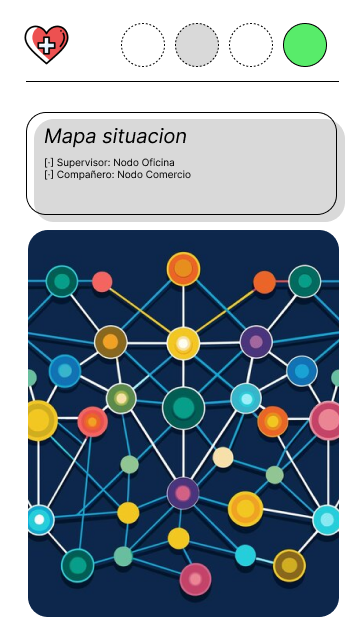 Mapa situacion
[·] Supervisor: Nodo Oficina
[·] Compañero: Nodo Comercio